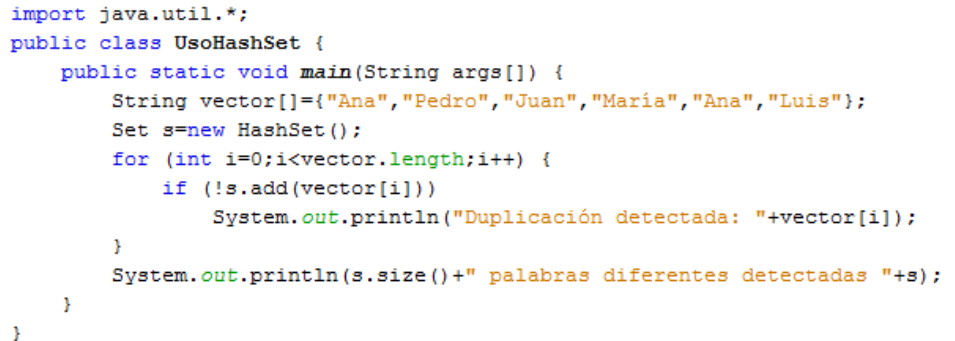 import java.util.*;
public class UsoHashSet {
    public static void main(String args[]) {
        String vector[]={"Ana","Pedro","Juan","María","Ana","Luis"};
        Set s=new HashSet();
        for (int i=0;i<vector.length;i++) {
            if (!s.add(vector[i]))
                System.out.println("Duplicación detectada: "+vector[i]);
        }
        System.out.println(s.size()+" palabras diferentes detectadas "+s);
    }
}